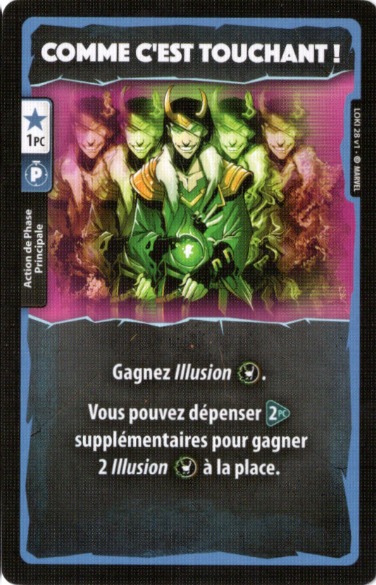 COMME C'EST TOUCHANT !
1PC
P
Action de Phase
Principale
LOKI 28 v1 • © MARVEL
Gagnez Illusion .
Vous pouvez dépenser 2PC
supplémentaires pour gagner
2 Illusion à la place.